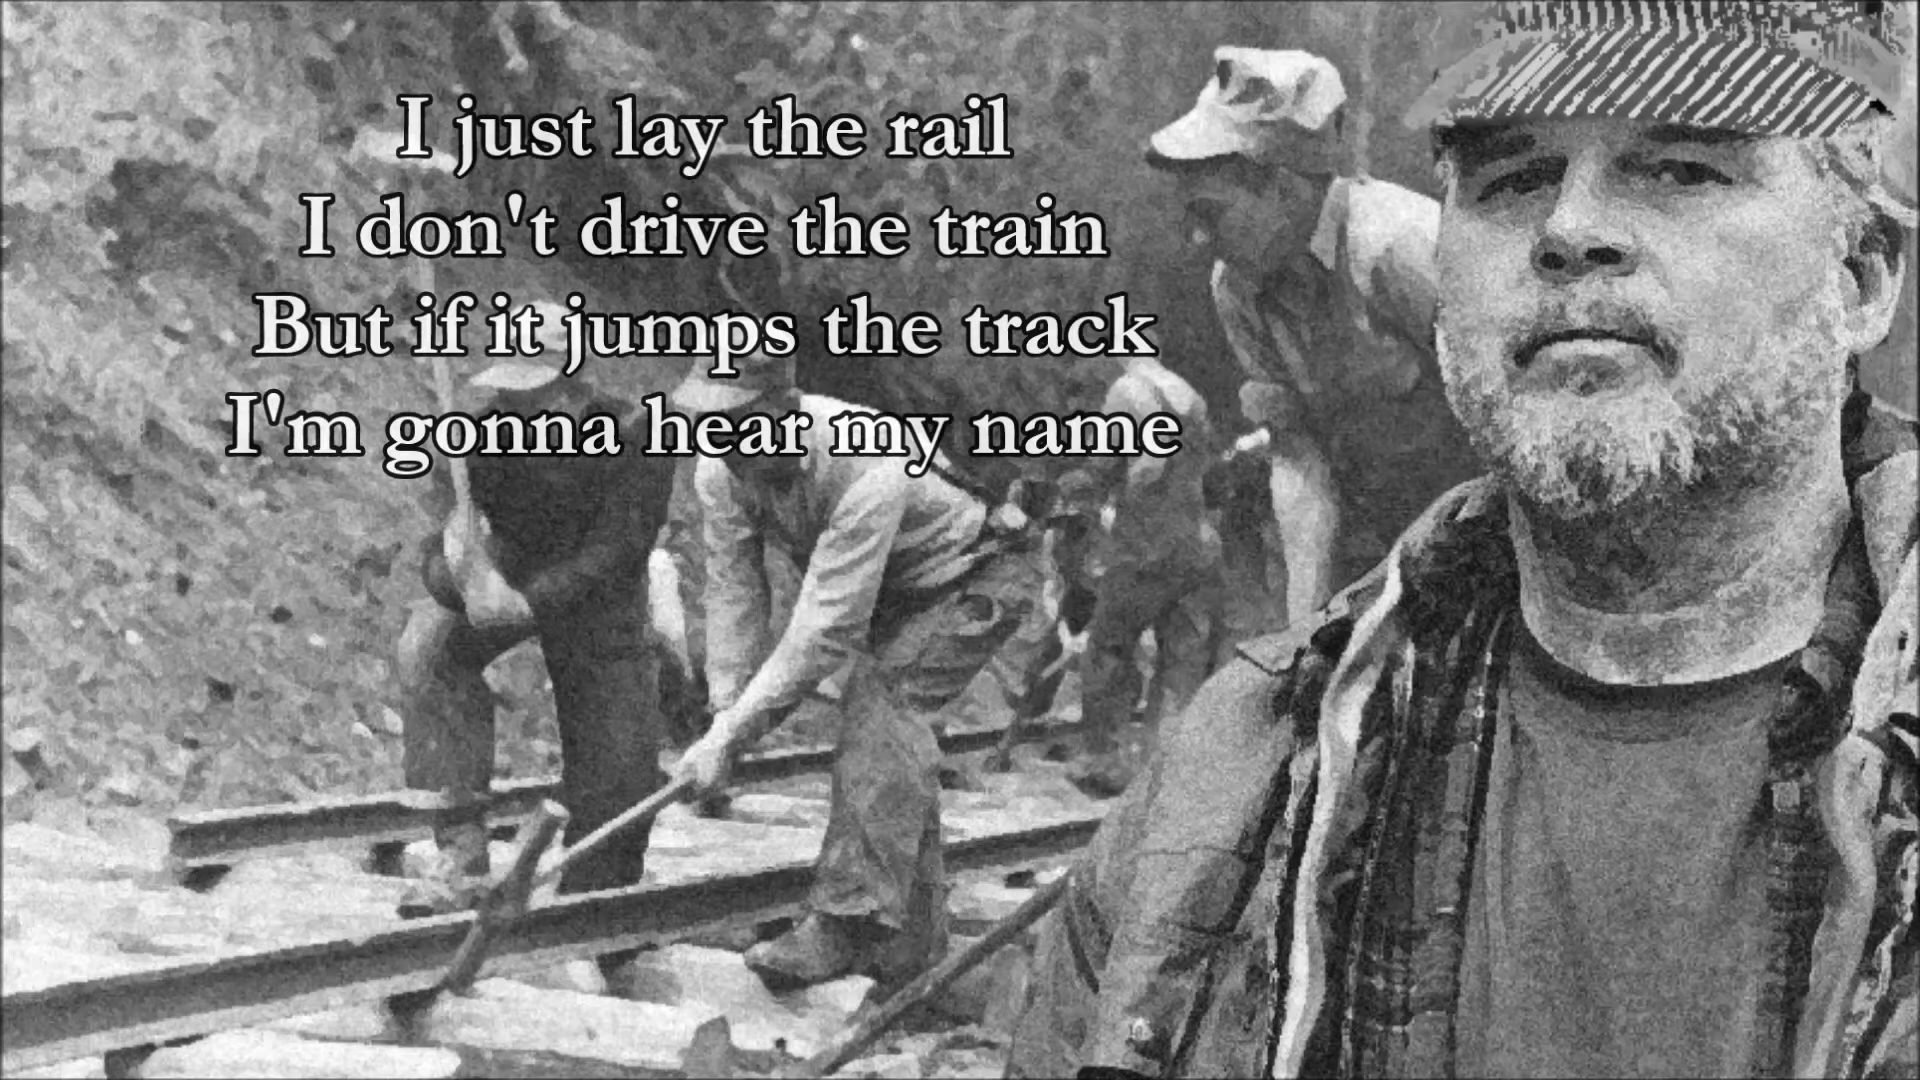 I just lay the rail
I don't drive the train
But if it jumps the track
I'm gonna hear my name